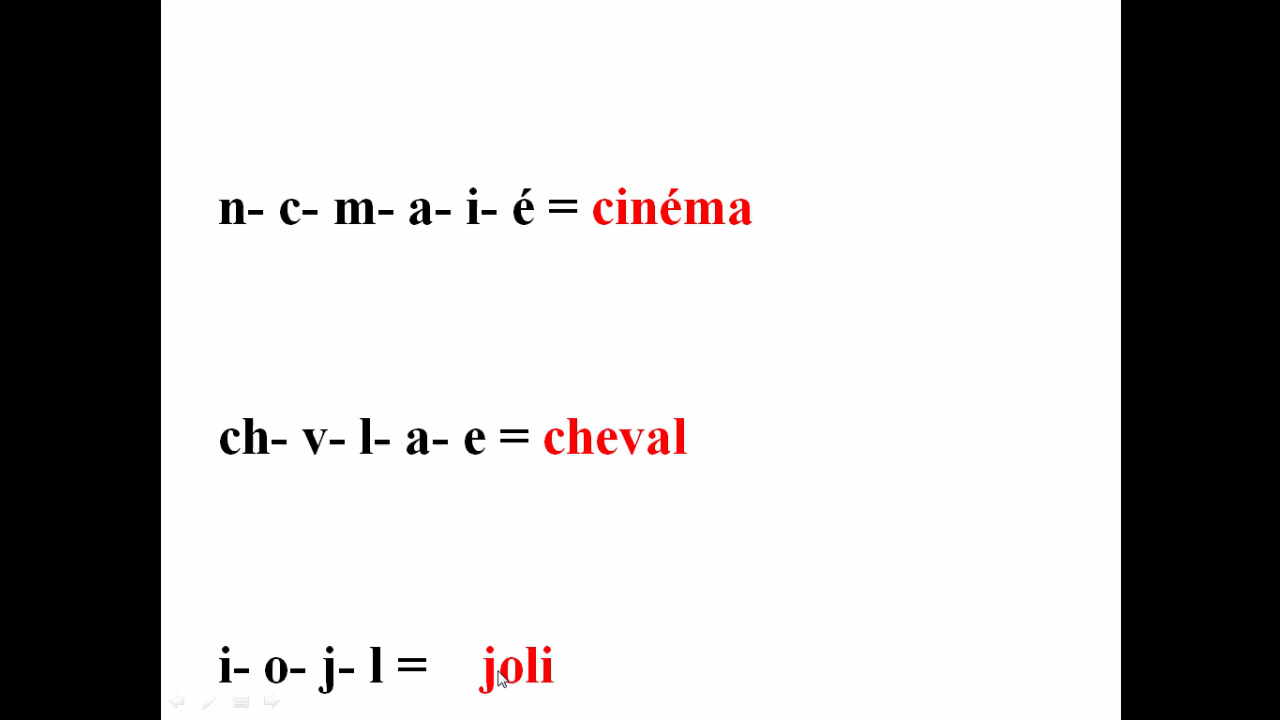 n- c- m- a- i- é = cinéma
ch- v- l- a- e = cheval
i- o- j- l = joli